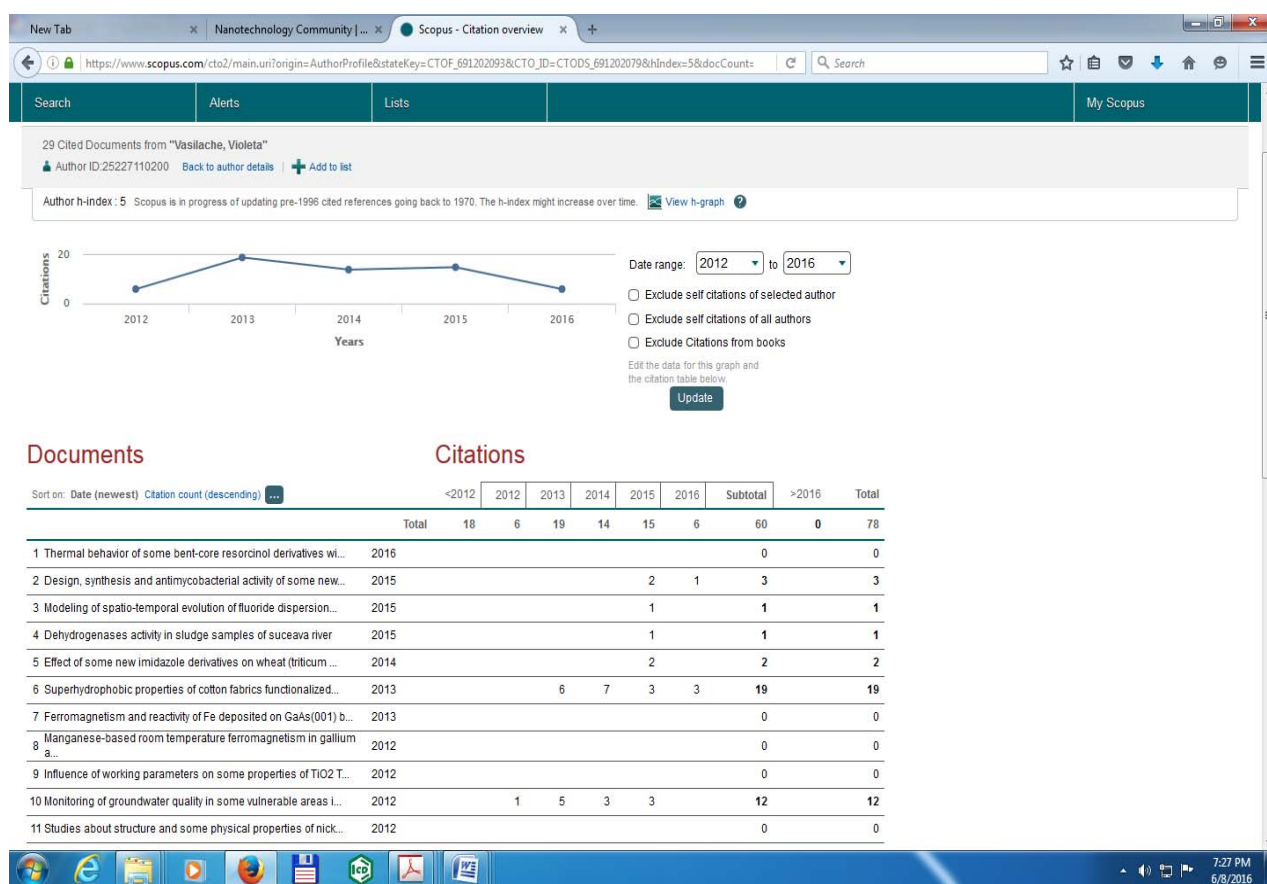 New Tab
Nanotechnology Community | ...
Scopus - Citation overview
https://www.scopus.com/cto2/main.uri?origin=AuthorProfile&stateKey=CTOF_691202093&CTO_ID=CTODS_691202079&hIndex=5&docCount=
Search
Search Alerts Lists My Scopus
29 Cited Documents from "Vasilache, Violeta"
Author ID:25227110200 Back to author details | Add to list
Author h-index : 5 Scopus is in progress of updating pre-1996 cited references going back to 1970. The h-index might increase over time. View h-graph ?
Citations
20
0
2012 2013 2014 2015 2016
Years
Date range: 2012 to 2016
Exclude self citations of selected author
Exclude self citations of all authors
Exclude Citations from books
Edit the data for this graph and
the citation table below.
Update
Documents Citations
Sort on: Date (newest) Citation count (descending) ...
<2012 2012 2013 2014 2015 2016 Subtotal >2016 Total
Total 18 6 19 14 15 6 60 0 78
1 Thermal behavior of some bent-core resorcinol derivatives wi... 2016 0 0
2 Design, synthesis and antimycobacterial activity of some new... 2015 2 1 3 3
3 Modeling of spatio-temporal evolution of fluoride dispersion... 2015 1 1 1
4 Dehydrogenases activity in sludge samples of suceava river 2015 1 1 1
5 Effect of some new imidazole derivatives on wheat (triticum ... 2014 2 2 2
6 Superhydrophobic properties of cotton fabrics functionalized... 2013 6 7 3 3 19 19
7 Ferromagnetism and reactivity of Fe deposited on GaAs(001) b... 2013 0 0
8 Manganese-based room temperature ferromagnetism in gallium
a... 2012 0 0
9 Influence of working parameters on some properties of TiO2 T... 2012 0 0
10 Monitoring of groundwater quality in some vulnerable areas i... 2012 1 5 3 3 12 12
11 Studies about structure and some physical properties of nick... 2012 0 0
7:27 PM
6/8/2016